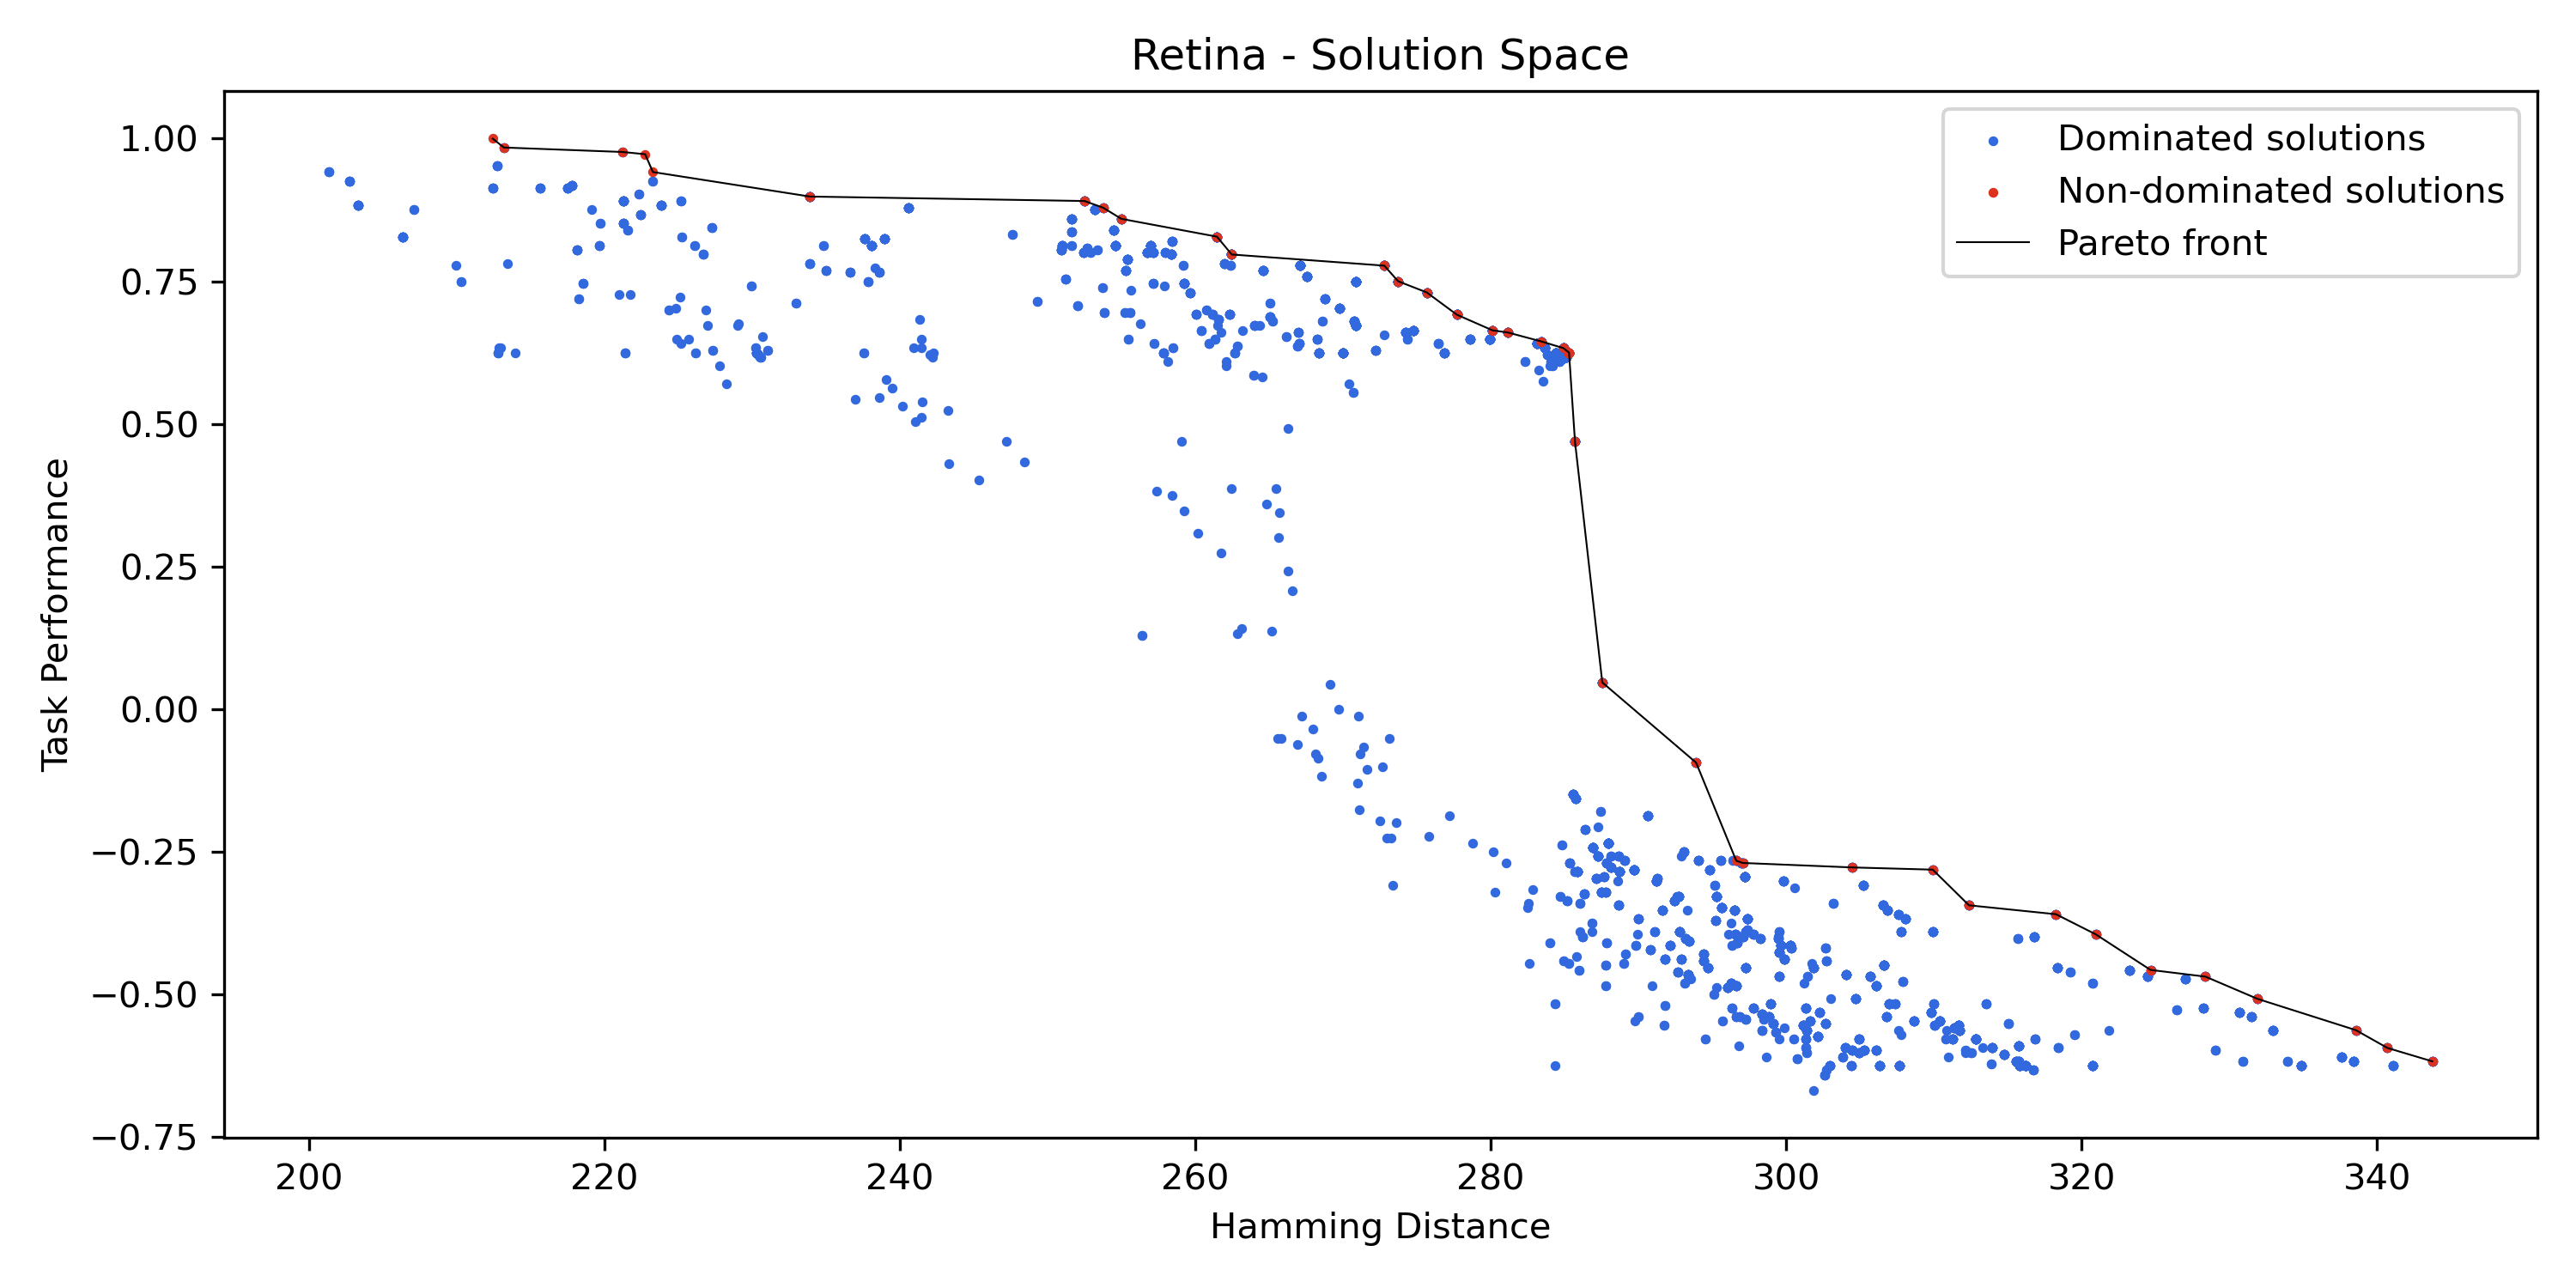 Retina - Solution Space
Dominated solutions
Non-dominated solutions
Pareto front
Task Performance
1.00
0.75
0.50
0.25
0.00
−0.25
−0.50
−0.75
200 220 240 260 280 300 320 340
Hamming Distance